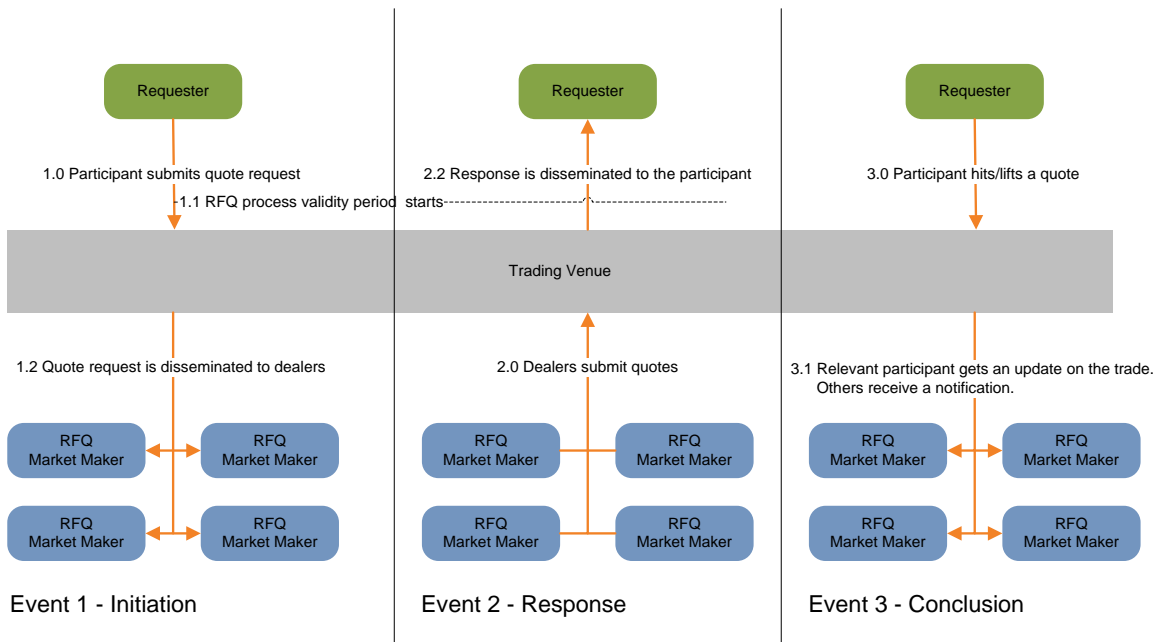 Requester
1.0 Participant submits quote request
1.1 RFQ process validity period starts
1.2 Quote request is disseminated to dealers
RFQ
Market Maker
RFQ
Market Maker
RFQ
Market Maker
RFQ
Market Maker
Event 1 - Initiation
Requester
2.2 Response is disseminated to the participant
Trading Venue
2.0 Dealers submit quotes
RFQ
Market Maker
RFQ
Market Maker
RFQ
Market Maker
RFQ
Market Maker
Event 2 - Response
Requester
3.0 Participant hits/lifts a quote
3.1 Relevant participant gets an update on the trade.
Others receive a notification.
RFQ
Market Maker
RFQ
Market Maker
RFQ
Market Maker
RFQ
Market Maker
Event 3 - Conclusion